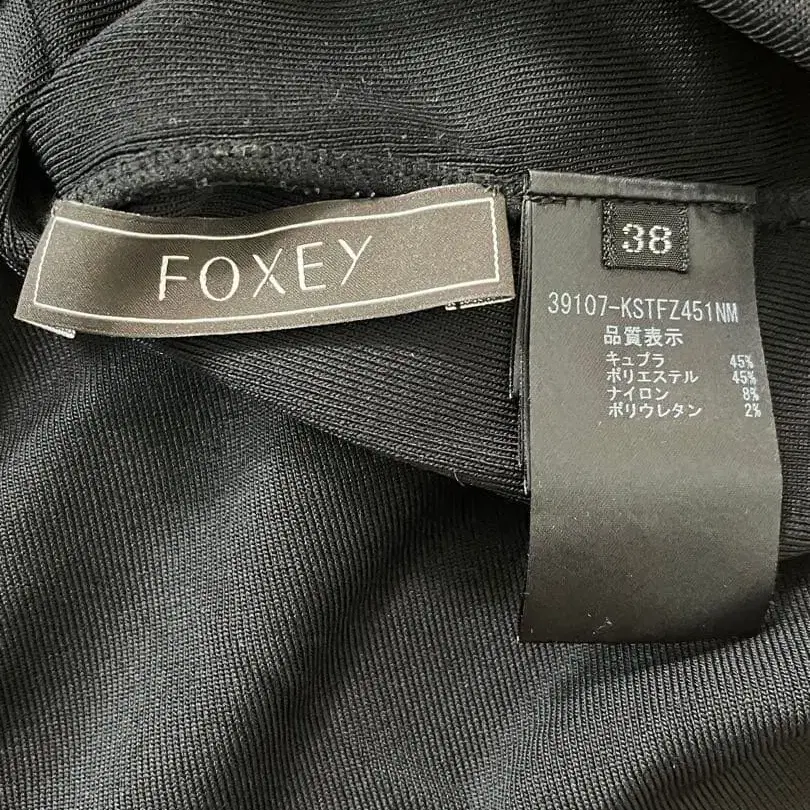 FOXEY
38
39107-KSTFZ451NM
品質表示
キュプラ 45%
ポリエステル 45%
ナイロン 8%
ポリウレタン 2%